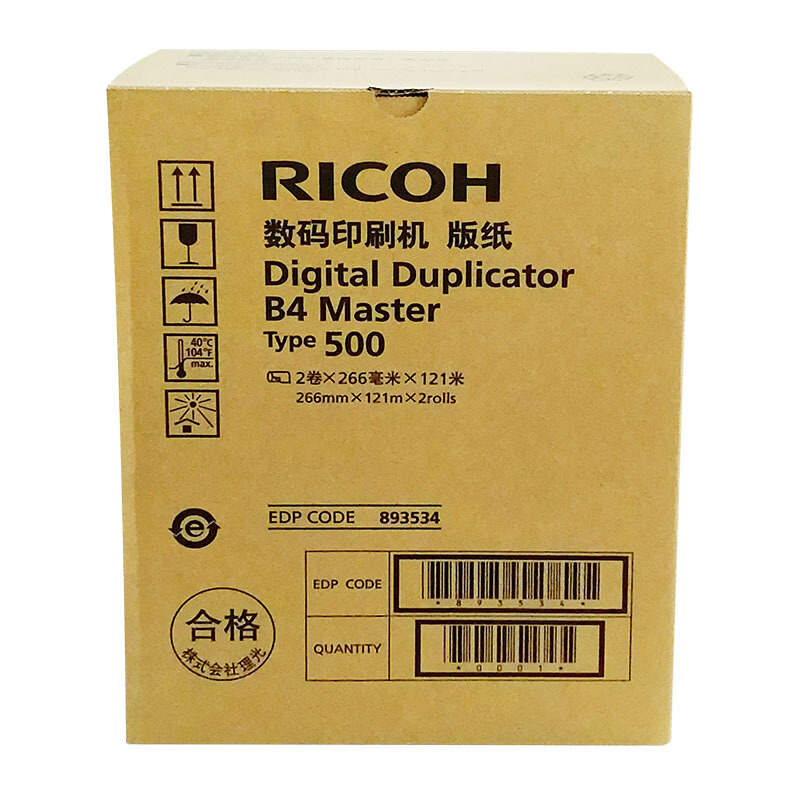 RICOH
数码印刷机 版纸
Digital Duplicator
B4 Master
Type 500
2卷×266毫米×121米
266mm×121m×2rolls
40°C
104°F
max.
EDP CODE 893534
e
EDP CODE
*893534*
QUANTITY
*0001*
合格
株式会社理光